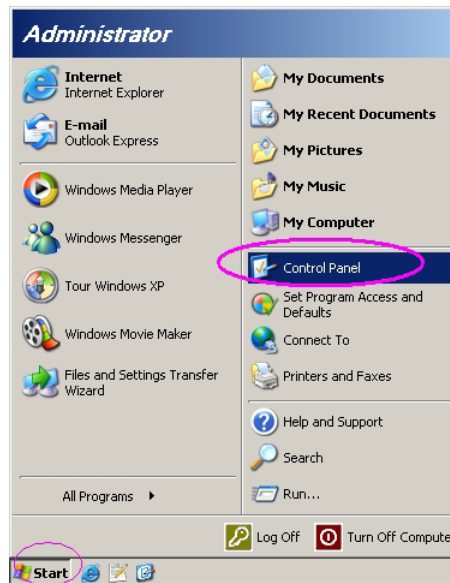 Administrator
Internet
Internet Explorer
E-mail
Outlook Express
Windows Media Player
Windows Messenger
Tour Windows XP
Windows Movie Maker
Files and Settings Transfer
Wizard
All Programs
My Documents
My Recent Documents
My Pictures
My Music
My Computer
Control Panel
Set Program Access and
Defaults
Connect To
Printers and Faxes
Help and Support
Search
Run...
Log Off
Turn Off Compute
Start